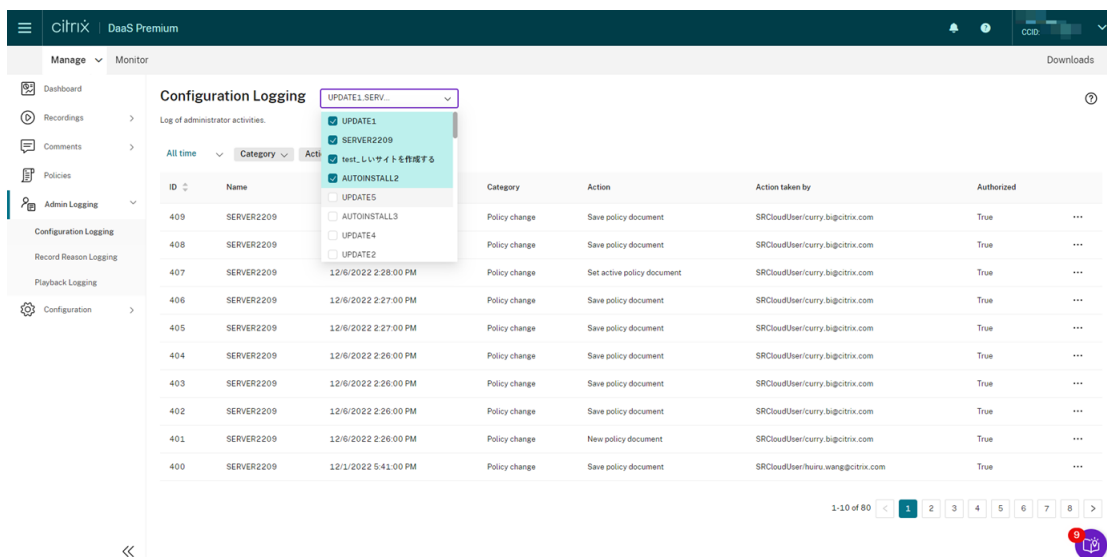 citrix | DaaS Premium
CCID:
Manage Monitor Downloads
Dashboard
Recordings
Comments
Policies
Admin Logging
Configuration Logging
Record Reason Logging
Playback Logging
Configuration
Configuration Logging
UPDATE1,SERV...
Log of administrator activities.
All time Category Acti
UPDATE1
SERVER2209
test_しいサイトを作成する
AUTOINSTALL2
UPDATE5
AUTOINSTALL3
UPDATE4
UPDATE2
ID Name Category Action Action taken by Authorized
409 SERVER2209 Policy change Save policy document SRCloudUser/curry.bi@citrix.com True ...
408 SERVER2209 Policy change Save policy document SRCloudUser/curry.bi@citrix.com True ...
407 SERVER2209 12/6/2022 2:28:00 PM Policy change Set active policy document SRCloudUser/curry.bi@citrix.com True ...
406 SERVER2209 12/6/2022 2:27:00 PM Policy change Save policy document SRCloudUser/curry.bi@citrix.com True ...
405 SERVER2209 12/6/2022 2:27:00 PM Policy change Save policy document SRCloudUser/curry.bi@citrix.com True ...
404 SERVER2209 12/6/2022 2:26:00 PM Policy change Save policy document SRCloudUser/curry.bi@citrix.com True ...
403 SERVER2209 12/6/2022 2:26:00 PM Policy change Save policy document SRCloudUser/curry.bi@citrix.com True ...
402 SERVER2209 12/6/2022 2:26:00 PM Policy change Save policy document SRCloudUser/curry.bi@citrix.com True ...
401 SERVER2209 12/6/2022 2:26:00 PM Policy change New policy document SRCloudUser/curry.bi@citrix.com True ...
400 SERVER2209 12/1/2022 5:41:00 PM Policy change Save policy document SRCloudUser/huiru.wang@citrix.com True ...
1-10 of 80 < 1 2 3 4 5 6 7 8 >
9